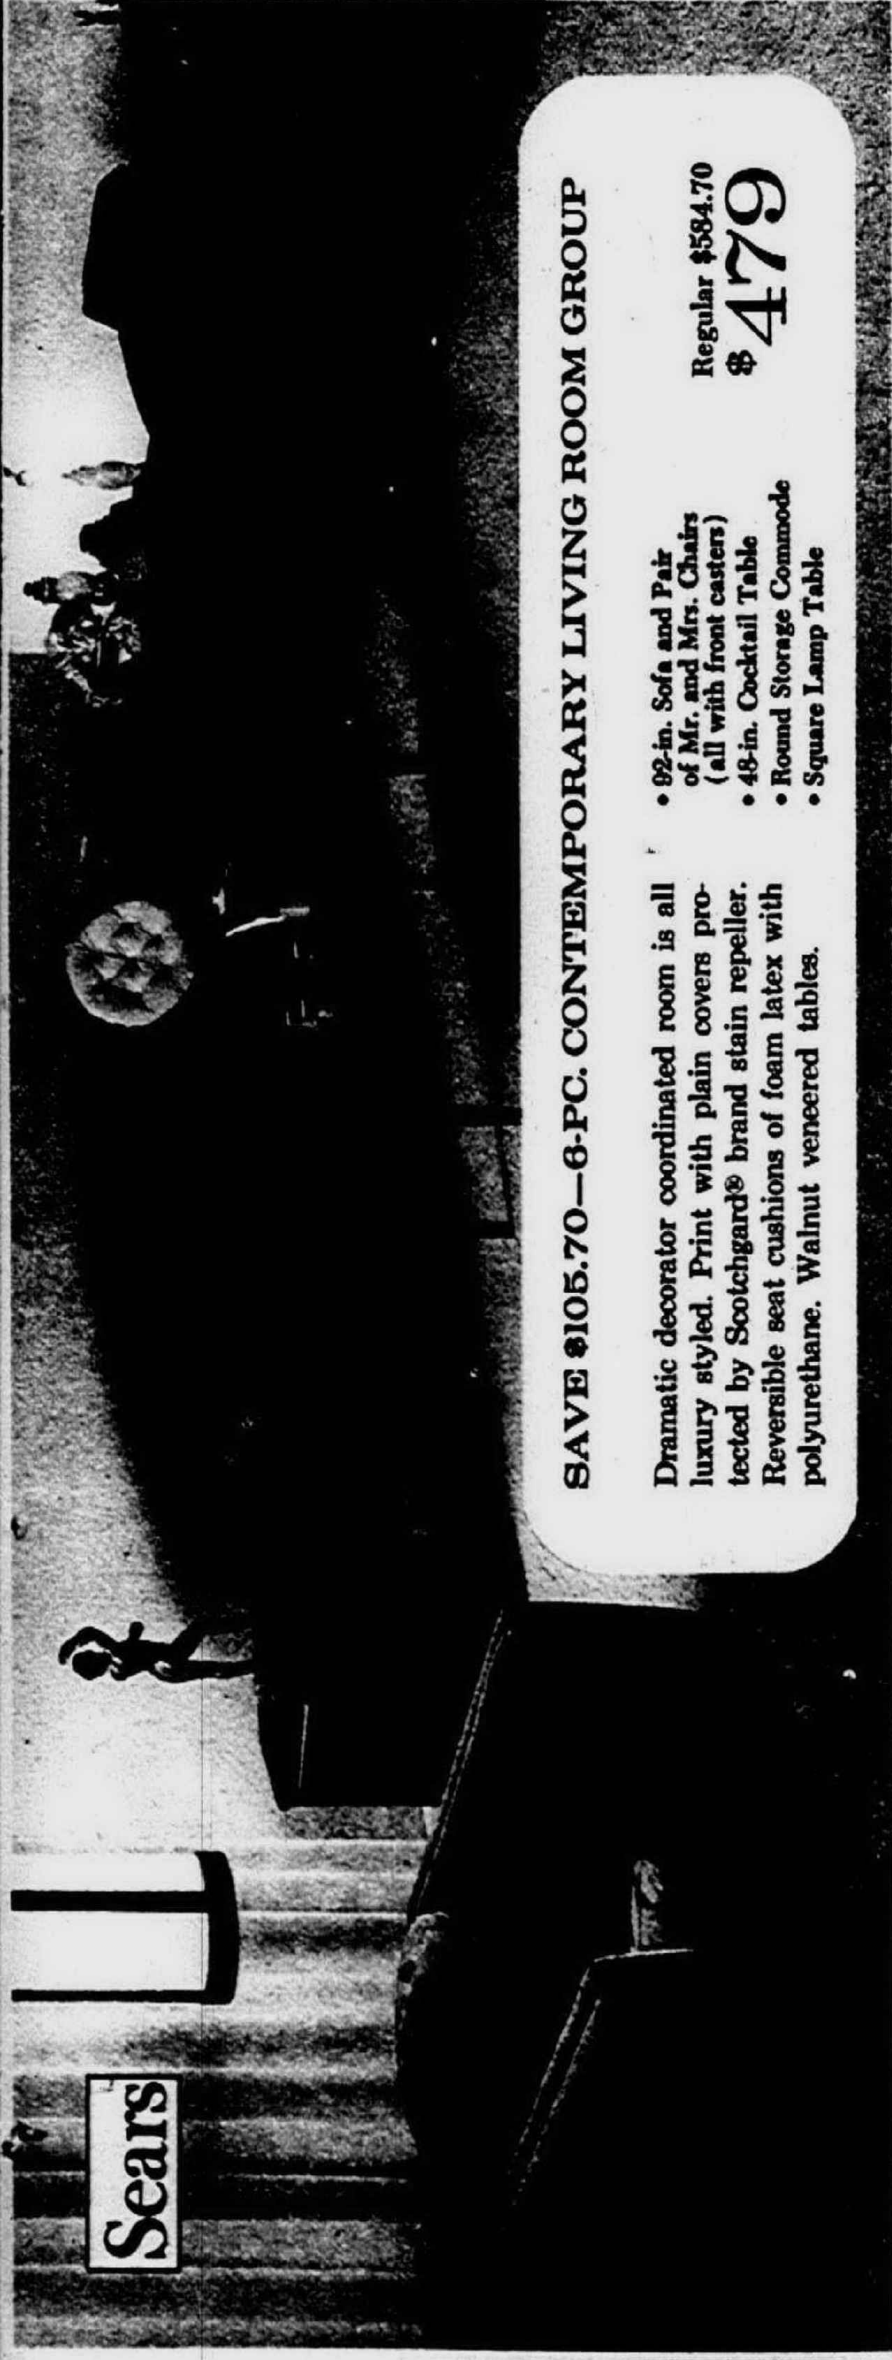 Sears
SAVE $105.70—6-PC. CONTEMPORARY LIVING ROOM GROUP
Dramatic decorator coordinated room is all
luxury styled. Print with plain covers pro-
tected by Scotchgard® brand stain repeller.
Reversible seat cushions of foam latex with
polyurethane. Walnut veneered tables.
• 92-in. Sofa and Pair
of Mr. and Mrs. Chairs
(all with front casters)
• 48-in. Cocktail Table
• Round Storage Commode
• Square Lamp Table
Regular $584.70
$479